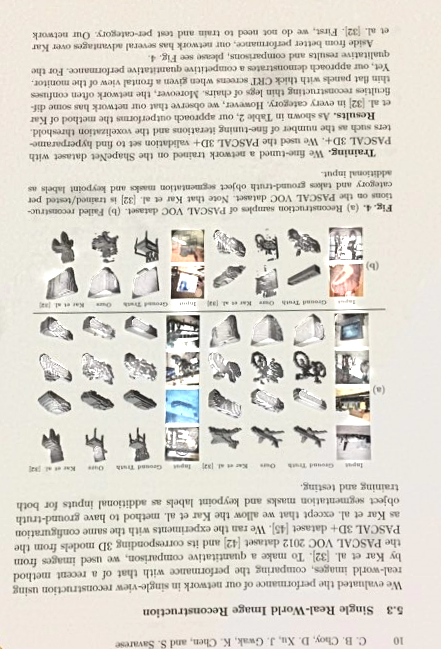 10 C. B. Choy, D. Xu, J. Gwak, K. Chen, and S. Savarese
5.3 Single Real-World Image Reconstruction
We evaluated the performance of our network in single-view reconstruction using
real-world images, comparing the performance with that of a recent method
by Kar et al. [32]. To make a quantitative comparison, we used images from
the PASCAL VOC 2012 dataset [42] and its corresponding 3D models from the
PASCAL 3D+ dataset [45]. We ran the experiments with the same configuration
as Kar et al. except that we allow the Kar et al. method to have ground-truth
object segmentation masks and keypoint labels as additional inputs for both
training and testing.
Input Ground Truth Ours Kar et al. [32] Input Ground Truth Ours Kar et al. [32]
(a)
Input Ground Truth Ours Kar et al. [32] Input Ground Truth Ours Kar et al. [32]
(b)
Fig. 4. (a) Reconstruction samples of PASCAL VOC dataset. (b) Failed reconstruc-
tions on the PASCAL VOC dataset. Note that Kar et al. [32] is trained/tested per
category and takes ground-truth object segmentation masks and keypoint labels as
additional input.
Training. We fine-tuned a network trained on the ShapeNet dataset with
PASCAL 3D+. We used the PASCAL 3D+ validation set to find hyperparame-
ters such as the number of fine-tuning iterations and the voxelization threshold.
Results. As shown in Table 2, our approach outperforms the method of Kar
et al. [32] in every category. However, we observe that our network has some dif-
ficulties reconstructing thin legs of chairs. Moreover, the network often confuses
thin flat panels with thick CRT screens when given a frontal view of the monitor.
Yet, our approach demonstrates a competitive quantitative performance. For the
qualitative results and comparisons, please see Fig. 4.
Aside from better performance, our network has several advantages over Kar
et al. [32]. First, we do not need to train and test per-category. Our network